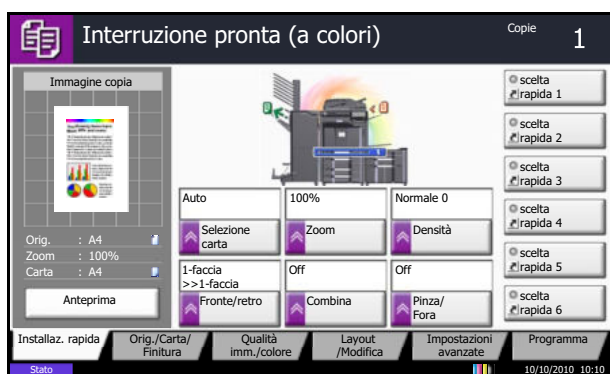 Interruzione pronta (a colori)
Copie
1
Immagine copia
Orig. : A4
Zoom : 100%
Carta : A4
Anteprima
Auto
Selezione
carta
100%
Zoom
Normale 0
Densità
1-faccia
>>1-faccia
Fronte/retro
Off
Combina
Off
Pinza/
Fora
scelta
rapida 1
scelta
rapida 2
scelta
rapida 3
scelta
rapida 4
scelta
rapida 5
scelta
rapida 6
Installaz. rapida
Orig./Carta/
Finitura
Qualità
imm./colore
Layout
/Modifica
Impostazioni
avanzate
Programma
Stato
10/10/2010 10:10